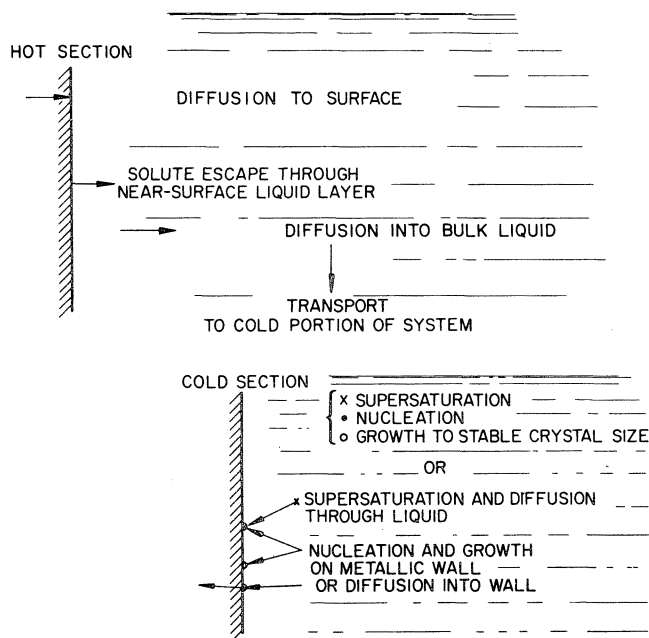 HOT SECTION
DIFFUSION TO SURFACE
SOLUTE ESCAPE THROUGH
NEAR-SURFACE LIQUID LAYER
DIFFUSION INTO BULK LIQUID
TRANSPORT
TO COLD PORTION OF SYSTEM
COLD SECTION
x SUPERSATURATION
• NUCLEATION
o GROWTH TO STABLE CRYSTAL SIZE
OR
x SUPERSATURATION AND DIFFUSION
THROUGH LIQUID
NUCLEATION AND GROWTH
ON METALLIC WALL
OR DIFFUSION INTO WALL